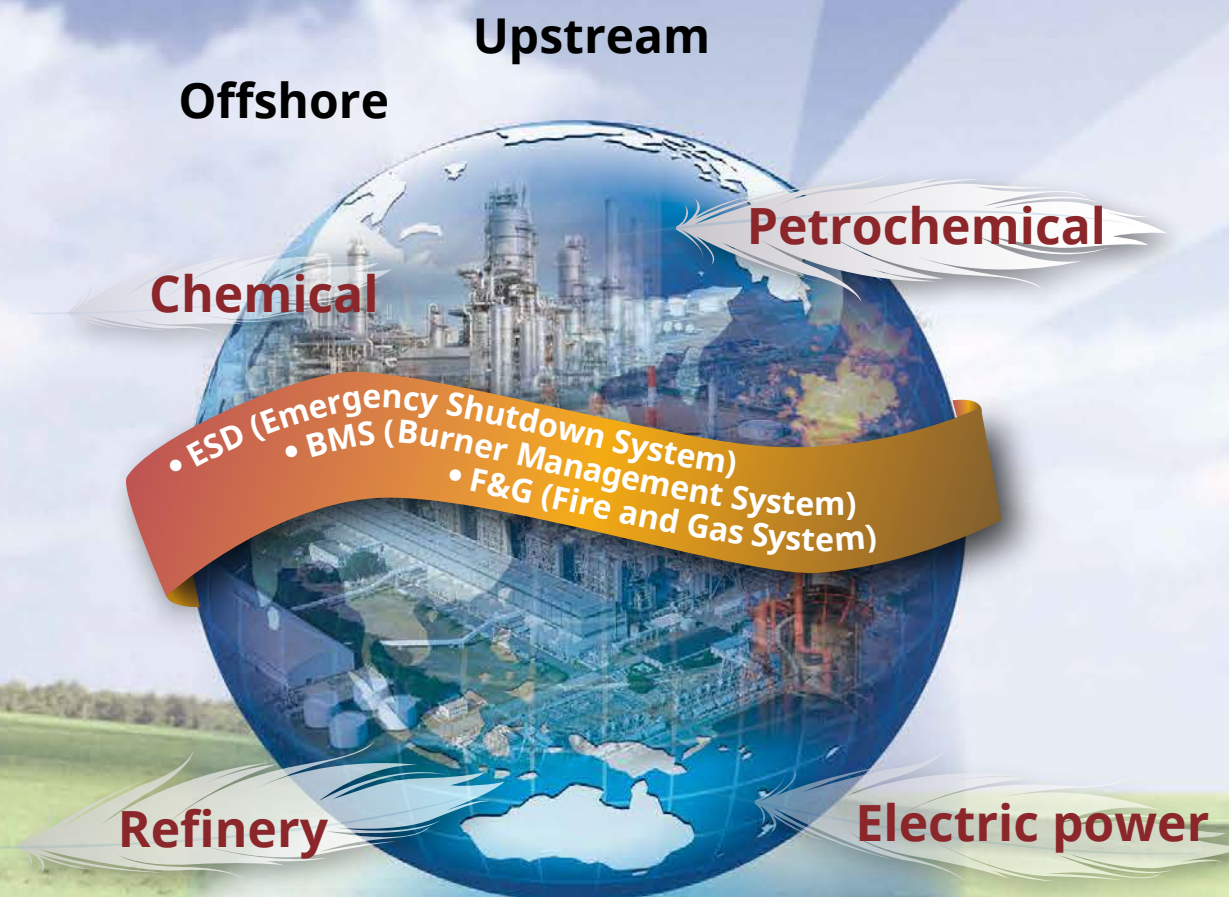 Upstream
Offshore
Petrochemical
Chemical
• ESD (Emergency Shutdown System)
• BMS (Burner Management System)
• F&G (Fire and Gas System)
Refinery
Electric power